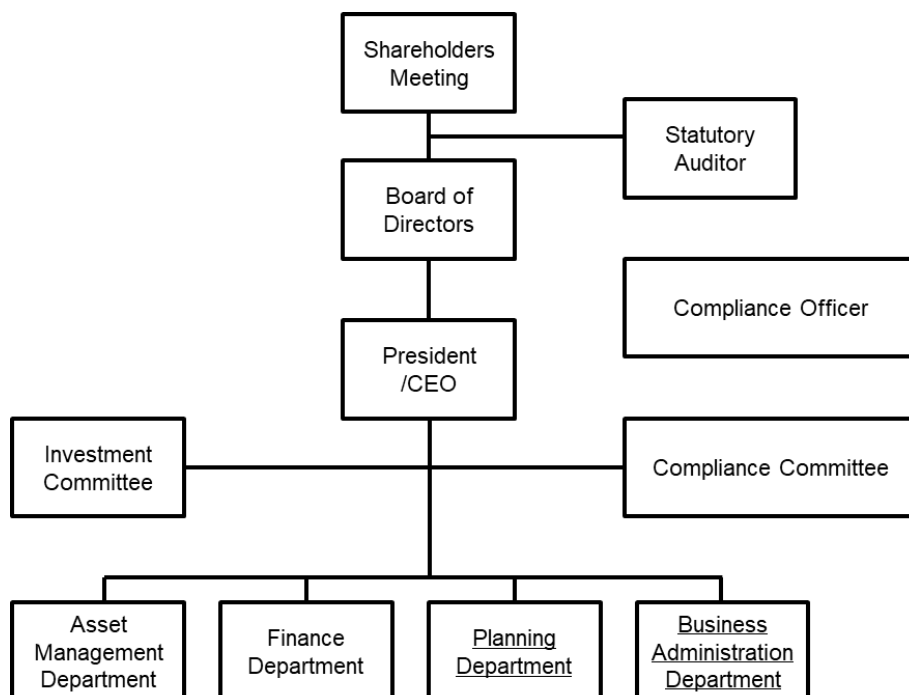 Shareholders
Meeting
Statutory
Auditor
Board of
Directors
Compliance Officer
President
/CEO
Investment
Committee
Compliance Committee
Asset
Management
Department
Finance
Department
Planning
Department
Business
Administration
Department